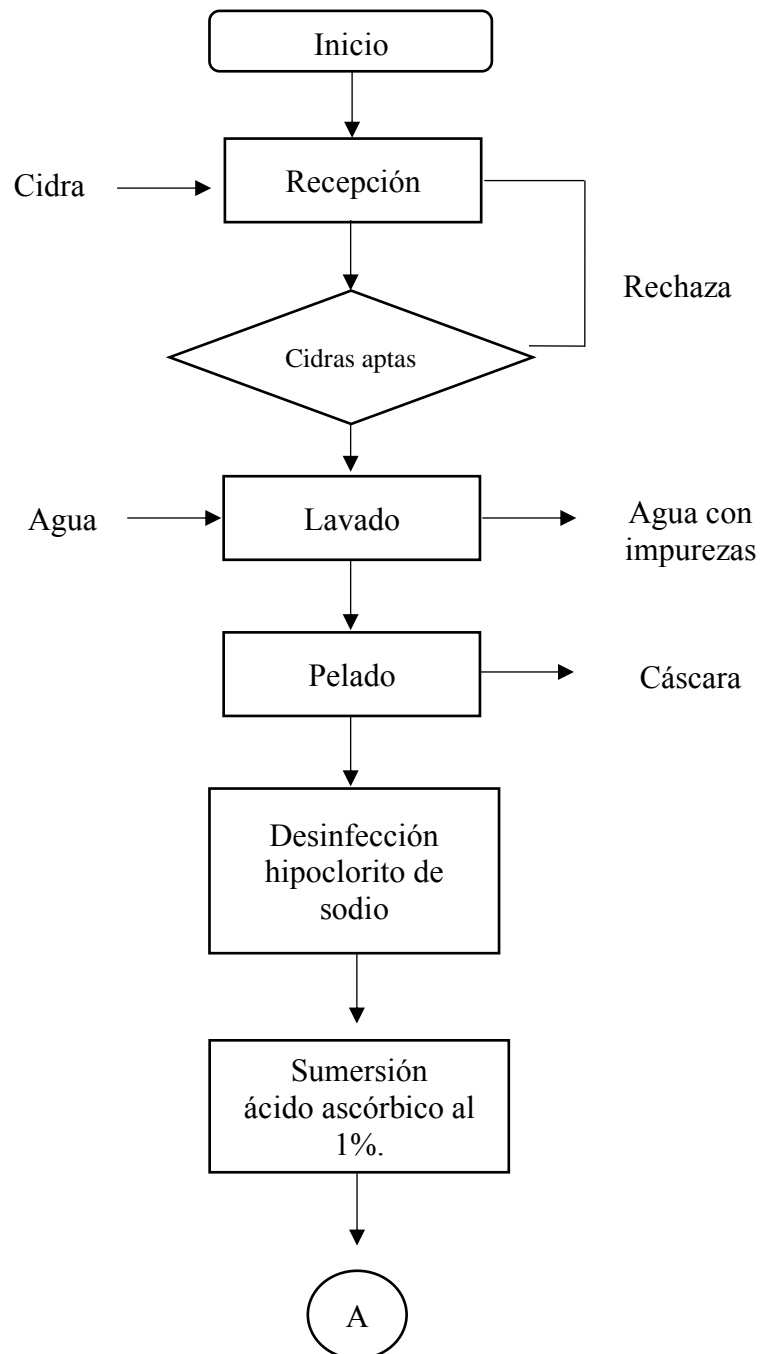 Inicio
Cidra
Recepción
Rechaza
Cidras aptas
Agua
Lavado
Agua con
impurezas
Pelado
Cáscara
Desinfección
hipoclorito de
sodio
Sumersión
ácido ascórbico al
1%.
A